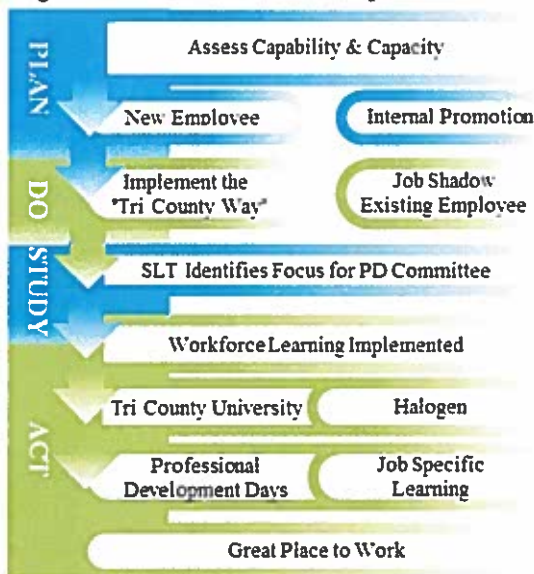 PLAN
Assess Capability & Capacity
New Employee
Internal Promotion
DO
Implement the
"Tri County Way"
Job Shadow
Existing Employee
STUDY
SLT Identifies Focus for PD Committee
Workforce Learning Implemented
ACT
Tri County University
Halogen
Professional
Development Days
Job Specific
Learning
Great Place to Work